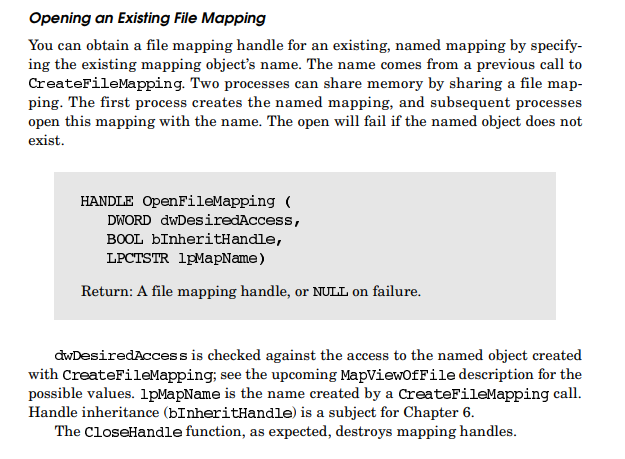 Opening an Existing File Mapping
You can obtain a file mapping handle for an existing, named mapping by specify-
ing the existing mapping object's name. The name comes from a previous call to
CreateFileMapping. Two processes can share memory by sharing a file map-
ping. The first process creates the named mapping, and subsequent processes
open this mapping with the name. The open will fail if the named object does not
exist.
HANDLE OpenFileMapping (
DWORD dwDesiredAccess,
BOOL bInheritHandle,
LPCTSTR lpMapName)
Return: A file mapping handle, or NULL on failure.
dwDesiredAccess is checked against the access to the named object created
with CreateFileMapping; see the upcoming MapViewOfFile description for the
possible values. lpMapName is the name created by a CreateFileMapping call.
Handle inheritance (bInheritHandle) is a subject for Chapter 6.
The CloseHandle function, as expected, destroys mapping handles.